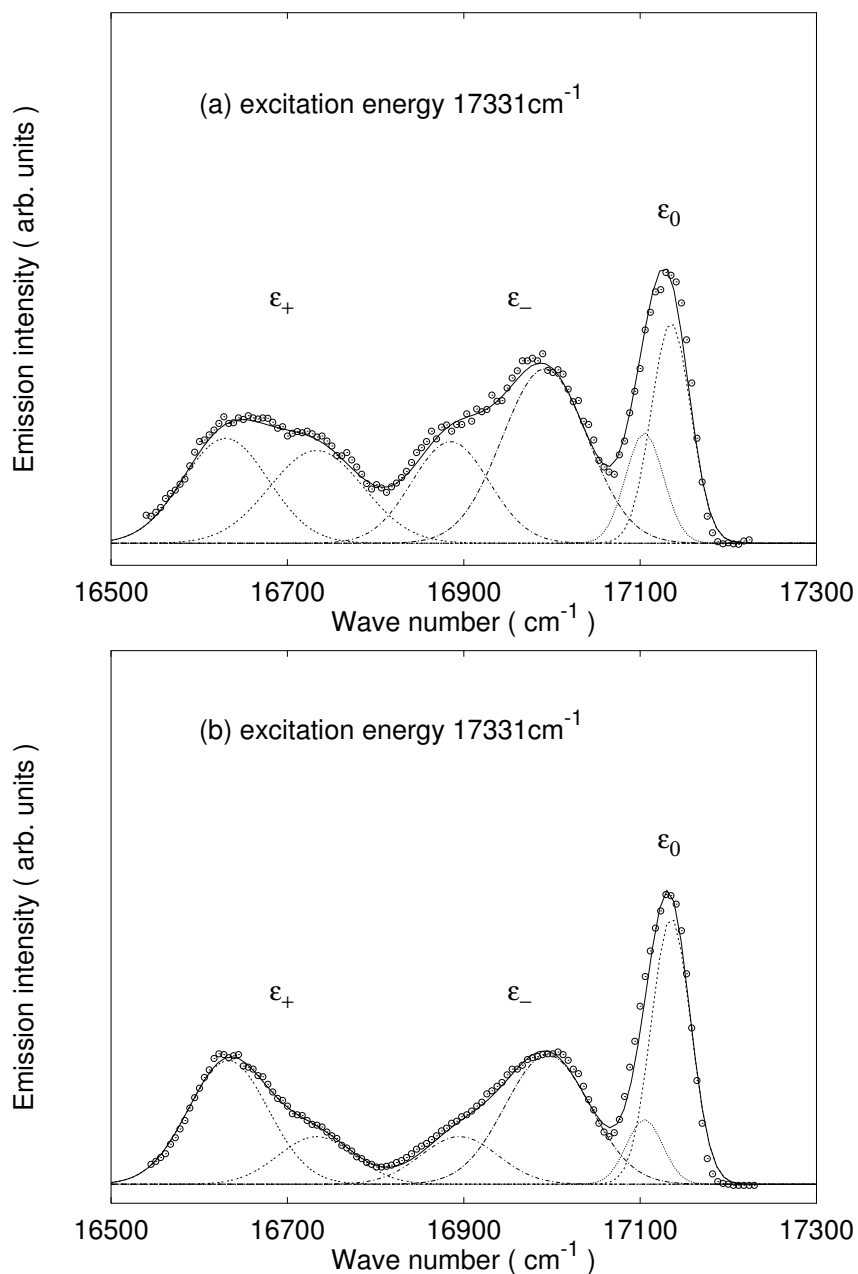 (a) excitation energy 17331cm⁻¹
ε₀
ε₊ ε₋
Emission intensity ( arb. units )
16500 16700 16900 17100 17300
Wave number ( cm⁻¹ )
(b) excitation energy 17331cm⁻¹
ε₀
ε₊ ε₋
Emission intensity ( arb. units )
16500 16700 16900 17100 17300
Wave number ( cm⁻¹ )